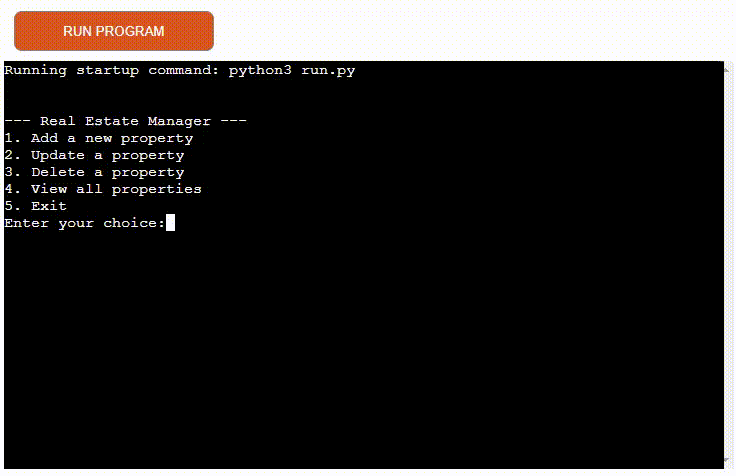 RUN PROGRAM
Running startup command: python3 run.py
--- Real Estate Manager ---
1. Add a new property
2. Update a property
3. Delete a property
4. View all properties
5. Exit
Enter your choice: